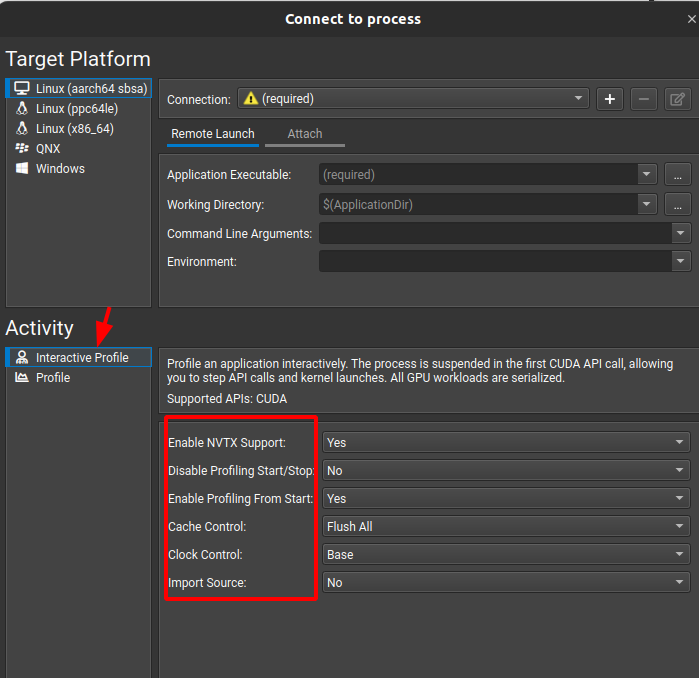 Connect to process
Target Platform
Linux (aarch64 sbsa)
Linux (ppc64le)
Linux (x86_64)
QNX
Windows
Connection: (required)
Remote Launch Attach
Application Executable: (required) ...
Working Directory: $(ApplicationDir) ...
Command Line Arguments:
Environment:
Activity
Interactive Profile
Profile
Profile an application interactively. The process is suspended in the first CUDA API call, allowing
you to step API calls and kernel launches. All GPU workloads are serialized.
Supported APIs: CUDA
Enable NVTX Support: Yes
Disable Profiling Start/Stop: No
Enable Profiling From Start: Yes
Cache Control: Flush All
Clock Control: Base
Import Source: No